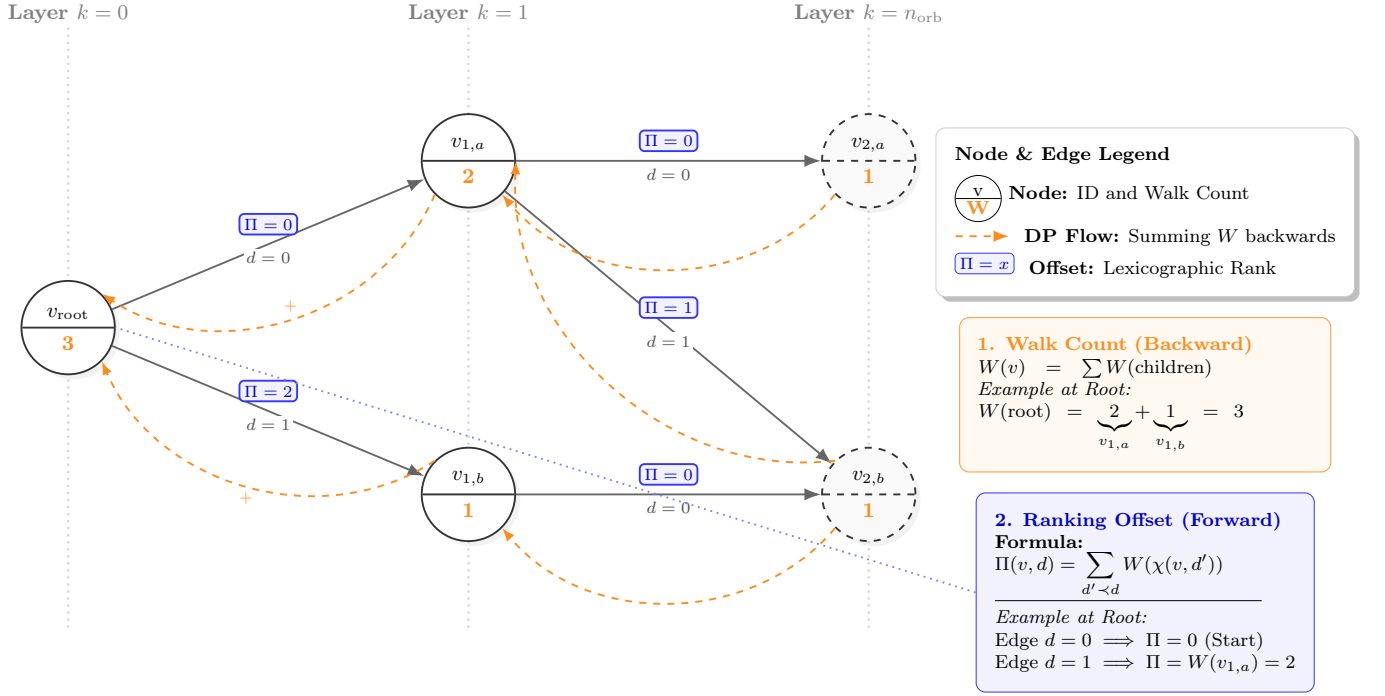 Layer k = 0
Layer k = 1
Layer k = n_orb
v_{1,a}
2
Π = 0
d = 0
v_{2,a}
1
Π = 0
d = 0
+
v_root
3
Π = 1
d = 1
Π = 2
d = 1
+
v_{1,b}
1
Π = 0
d = 0
v_{2,b}
1
Node & Edge Legend
v
W
Node: ID and Walk Count
DP Flow: Summing W backwards
Π = x
Offset: Lexicographic Rank
1. Walk Count (Backward)
W(v) = ∑ W(children)
Example at Root:
W(root) = 2 + 1 = 3
v_{1,a} v_{1,b}
2. Ranking Offset (Forward)
Formula:
Π(v, d) = ∑ W(χ(v, d′))
d′≺d
Example at Root:
Edge d = 0 ⟹ Π = 0 (Start)
Edge d = 1 ⟹ Π = W(v_{1,a}) = 2